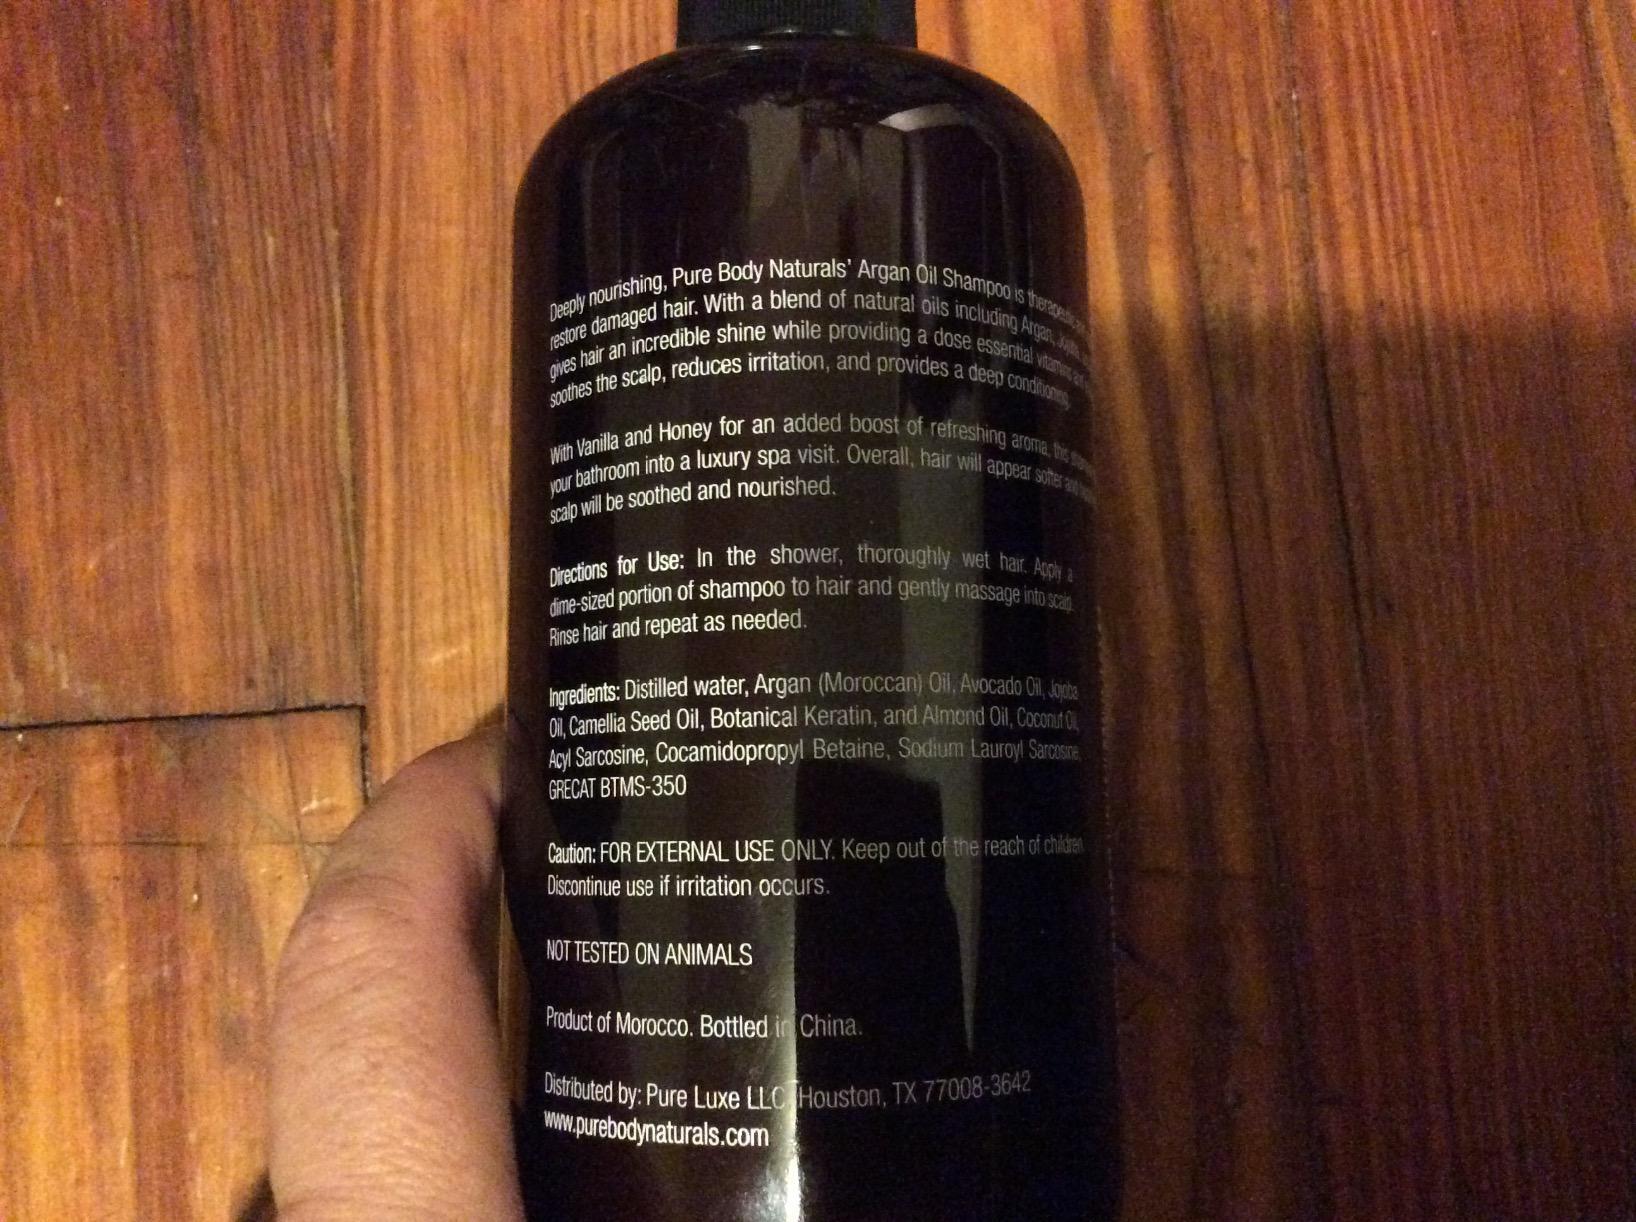 Deeply nourishing, Pure Body Naturals' Argan Oil Shampoo is therapeutic
restore damaged hair. With a blend of natural oils including Argan, Jojoba
gives hair an incredible shine while providing a dose essential vitamins and
soothes the scalp, reduces irritation, and provides a deep conditioning.
With Vanilla and Honey for an added boost of refreshing aroma, this
your bathroom into a luxury spa visit. Overall, hair will appear softer and
scalp will be soothed and nourished.
Directions for Use: In the shower, thoroughly wet hair. Apply a
dime-sized portion of shampoo to hair and gently massage into scalp.
Rinse hair and repeat as needed.
Ingredients: Distilled water, Argan (Moroccan) Oil, Avocado Oil, Jojoba
Oil, Camellia Seed Oil, Botanical Keratin, and Almond Oil, Coconut Oil,
Acyl Sarcosine, Cocamidopropyl Betaine, Sodium Lauroyl Sarcosine,
GRECAT BTMS-350
Caution: FOR EXTERNAL USE ONLY. Keep out of the reach of children.
Discontinue use if irritation occurs.
NOT TESTED ON ANIMALS
Product of Morocco. Bottled in China.
Distributed by: Pure Luxe LLC, Houston, TX 77008-3642
www.purebodynaturals.com